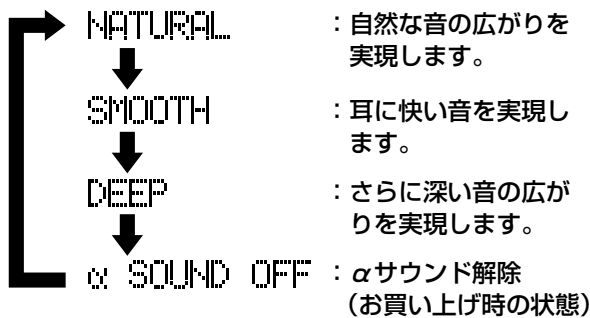 NATURAL ：自然な音の広がりを
実現します。
SMOOTH ：耳に快い音を実現し
ます。
DEEP ：さらに深い音の広が
りを実現します。
α SOUND OFF ：αサウンド解除
（お買い上げ時の状態）